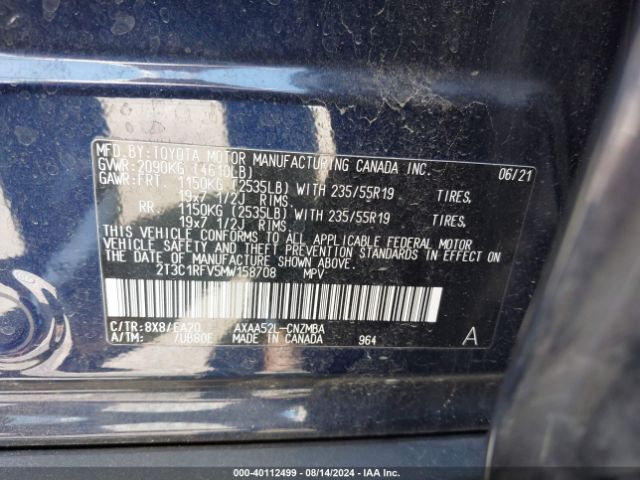 MFD.BY:TOYOTA MOTOR MANUFACTURING CANADA INC. 06/21
GVWR:2090KG (4610LB)
GAWR:FRT. 1150KG (2535LB) WITH 235/55R19 TIRES,
19x7 1/2J RIMS.
RR. 1150KG (2535LB) WITH 235/55R19 TIRES,
19x7 1/2J RIMS.
THIS VEHICLE CONFORMS TO ALL APPLICABLE FEDERAL MOTOR
VEHICLE SAFETY AND THEFT PREVENTION STANDARDS IN EFFECT ON
THE DATE OF MANUFACTURE SHOWN ABOVE.
2T3C1RFV5MW158708 MPV
C/TR:8X8/EA20 AXAA52L-CNZMBA
A/TM: 7UB80E MADE IN CANADA 964 A
000-40112499 - 08/14/2024 - IAA Inc.